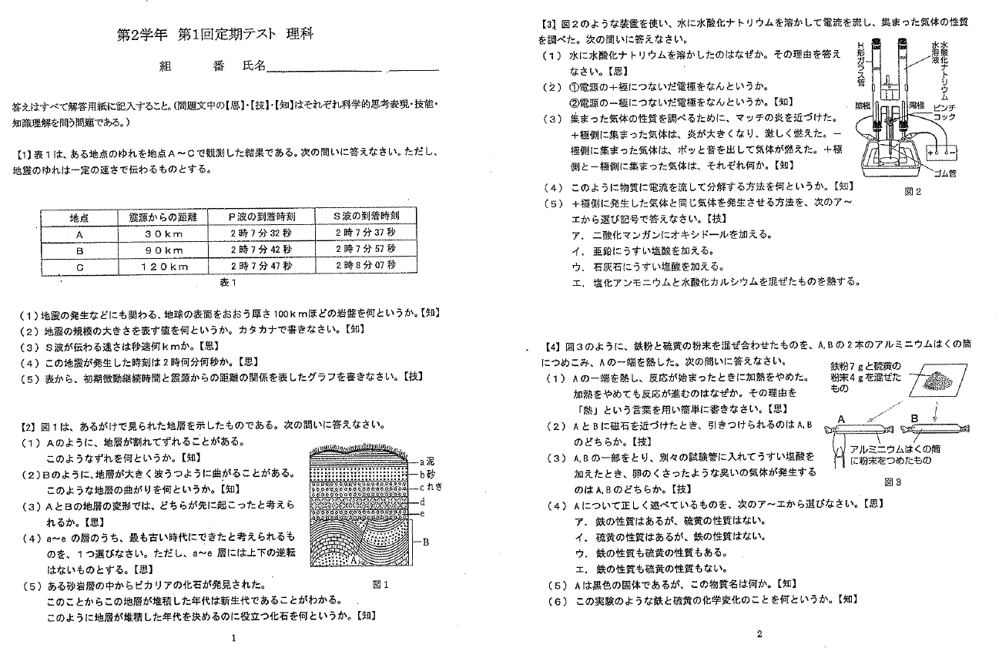 第2学年 第1回定期テスト 理科
組 番 氏名
答えはすべて解答用紙に記入すること。(問題文中の【思】・【技】・【知】はそれぞれ科学的思考表現・技能・
知識理解を問う問題である。)
【1】表1は、ある地点のゆれを地点A~Cで観測した結果である。次の問いに答えなさい。ただし、
地震のゆれは一定の速さで伝わるものとする。
地点 震源からの距離 P波の到着時刻 S波の到着時刻
A 30km 2時7分32秒 2時7分37秒
B 90km 2時7分42秒 2時7分57秒
C 120km 2時7分47秒 2時8分07秒
表1
(1)地震の発生などにも関わる、地球の表面をおおう厚さ100kmほどの岩盤を何というか。【知】
(2) 地震の規模の大きさを表す値を何というか。カタカナで書きなさい。【知】
(3) S波が伝わる速さは秒速何kmか。【思】
(4) この地震が発生した時刻は2時何分何秒か。【思】
(5) 表から、初期微動継続時間と震源からの距離の関係を表したグラフを書きなさい。【技】
【2】図1は、あるがけで見られた地層を示したものである。次の問いに答えなさい。
(1) Aのように、地層が割れてずれることがある。
このようなずれを何というか。【知】
(2)Bのように、地層が大きく波うつように曲がることがある。
このような地層の曲がりを何というか。【知】
(3)AとBの地層の変形では、どちらが先に起こったと考えら
れるか。【思】
(4)a~eの層のうち、最も古い時代にできたと考えられるも
のを、1つ選びなさい。ただし、a~e層には上下の逆転
はないものとする。【思】
(5) ある砂岩層の中からビカリアの化石が発見された。
このことからこの地層が堆積した年代は新生代であることがわかる。
このように地層が堆積した年代を決めるのに役立つ化石を何というか。【知】
a泥
b砂
cれき
d
e
B
A
図1
1
【3】図2のような装置を使い、水に水酸化ナトリウムを溶かして電流を流し、集まった気体の性質
を調べた。次の問いに答えなさい。
(1) 水に水酸化ナトリウムを溶かしたのはなぜか。その理由を答え
なさい。【思】
(2) ①電源の+極につないだ電極をなんというか。
②電源の-極につないだ電極をなんというか。【知】
(3) 集まった気体の性質を調べるために、マッチの炎を近づけた。
+極側に集まった気体は、炎が大きくなり、激しく燃えた。-
極側に集まった気体は、ボッと音を出して気体が燃えた。+極
側と-極側に集まった気体は、それぞれ何か。【知】
(4) このように物質に電流を流して分解する方法を何というか。【知】
(5) +極側に発生した気体と同じ気体を発生させる方法を、次のア~
エから選び記号で答えなさい。【技】
ア. 二酸化マンガンにオキシドールを加える。
イ. 亜鉛にうすい塩酸を加える。
ウ. 石灰石にうすい塩酸を加える。
エ. 塩化アンモニウムと水酸化カルシウムを混ぜたものを熱する。
H形ガラス管
水酸化ナトリウム
水溶液
陰極
陽極
ピンチ
コック
+ -
ゴム管
図2
【4】図3のように、鉄粉と硫黄の粉末を混ぜ合わせたものを、A,Bの2本のアルミニウムはくの筒
につめこみ、Aの一端を熱した。次の問いに答えなさい。
(1) Aの一端を熱し、反応が始まったときに加熱をやめた。
加熱をやめても反応が進むのはなぜか。その理由を
「熱」という言葉を用い簡単に書きなさい。【思】
(2) AとBに磁石を近づけたとき、引きつけられるのはA,B
のどちらか。【技】
(3) A,Bの一部をとり、別々の試験管に入れてうすい塩酸を
加えたとき、卵のくさったような臭いの気体が発生する
のはA,Bのどちらか。【技】
(4) Aについて正しく述べているものを、次のア~エから選びなさい。【思】
ア. 鉄の性質はあるが、硫黄の性質はない。
イ. 硫黄の性質はあるが、鉄の性質はない。
ウ. 鉄の性質も硫黄の性質もある。
エ. 鉄の性質も硫黄の性質もない。
(5) Aは黒色の固体であるが、この物質名は何か。【知】
(6) この実験のような鉄と硫黄の化学変化のことを何というか。【知】
鉄粉7gと硫黄の
粉末4gを混ぜた
もの
A
B
アルミニウムはくの筒
に粉末をつめたもの
図3
2